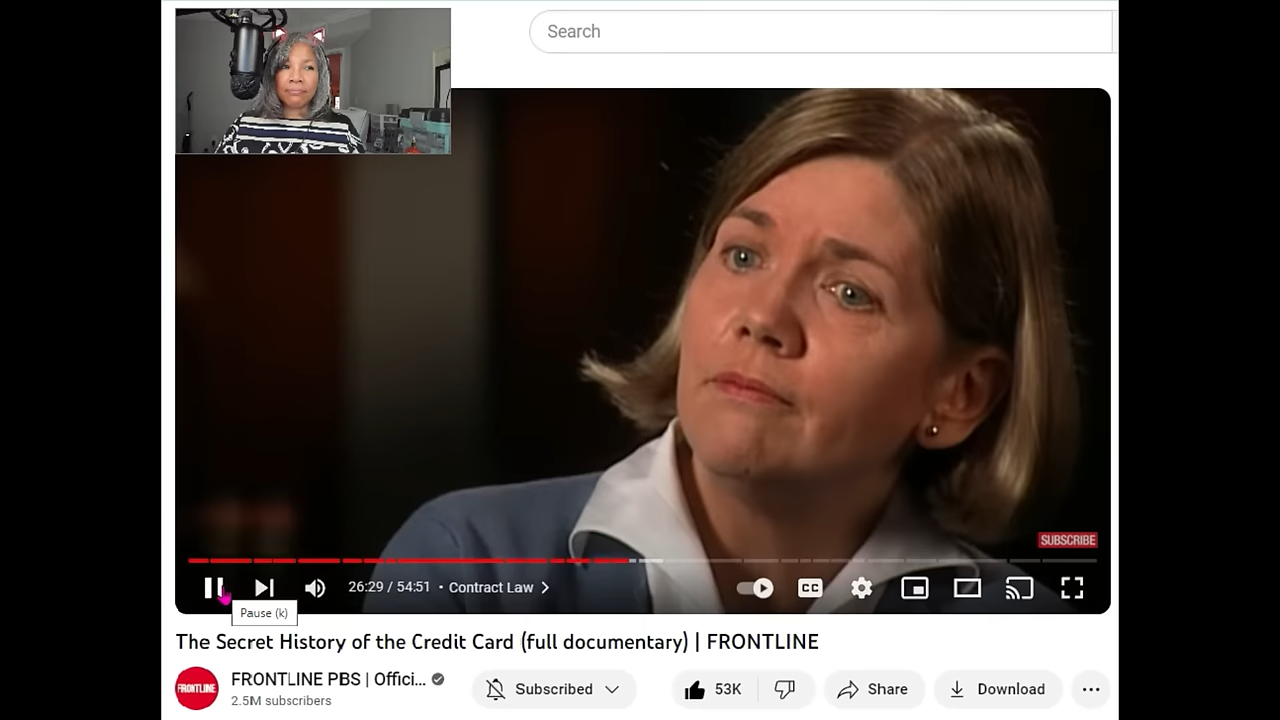 Search
SUBSCRIBE
26:29 / 54:51 • Contract Law >
CC
Pause (k)
The Secret History of the Credit Card (full documentary) | FRONTLINE
FRONTLINE
FRONTLINE PBS | Offici...
2.5M subscribers
Subscribed
53K
Share
Download